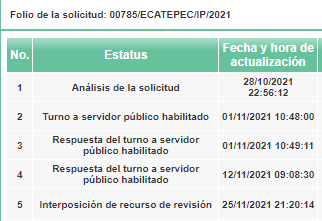 Folio de la solicitud: 00785/ECATEPEC/IP/2021
No. Estatus Fecha y hora de
actualización
1 Análisis de la solicitud 28/10/2021
22:56:12
2 Turno a servidor público habilitado 01/11/2021 10:48:00
3 Respuesta del turno a servidor
público habilitado 01/11/2021 10:49:11
4 Respuesta del turno a servidor
público habilitado 12/11/2021 09:08:30
5 Interposición de recurso de revisión 25/11/2021 21:20:14